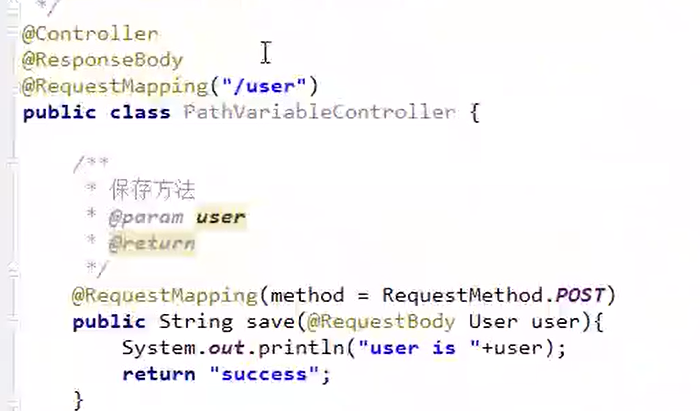 */
@Controller
@ResponseBody
@RequestMapping("/user")
public class PathVariableController {
/**
* 保存方法
* @param user
* @return
*/
@RequestMapping(method = RequestMethod.POST)
public String save(@RequestBody User user){
System.out.println("user is "+user);
return "success";
}